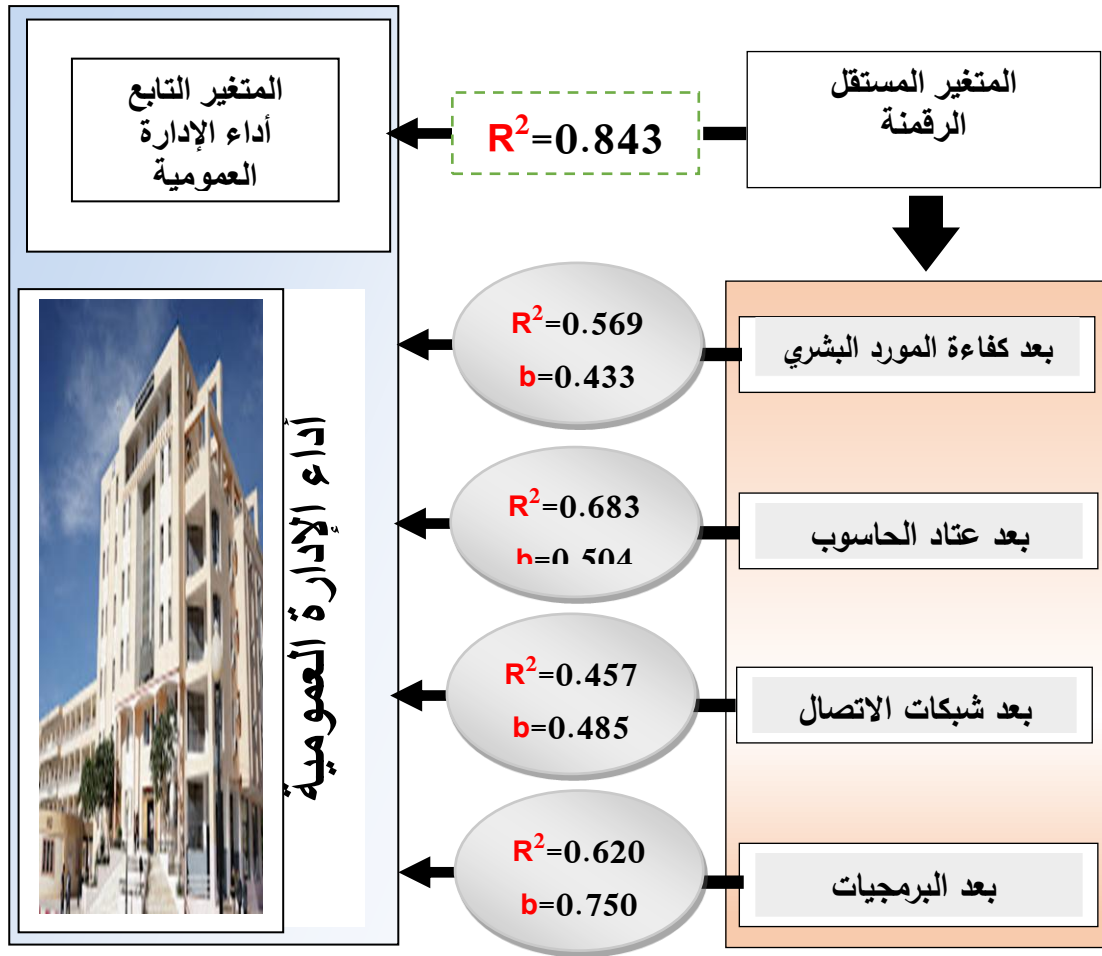 المتغير المستقل
الرقمنة
R²=0.843
المتغير التابع
أداء الإدارة
العمومية
بعد كفاءة المورد البشري
R²=0.569
b=0.433
بعد عتاد الحاسوب
R²=0.683
b=0.504
بعد شبكات الاتصال
R²=0.457
b=0.485
بعد البرمجيات
R²=0.620
b=0.750
أداء الإدارة العمومية